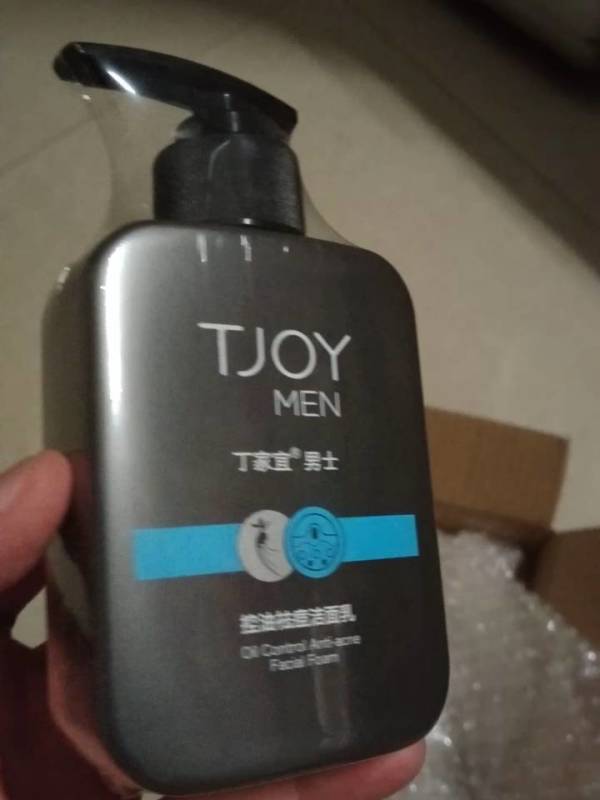 TJOY
MEN
丁家宜® 男士
控油祛痘洁面乳
Oil Control Anti-acne
Facial Foam